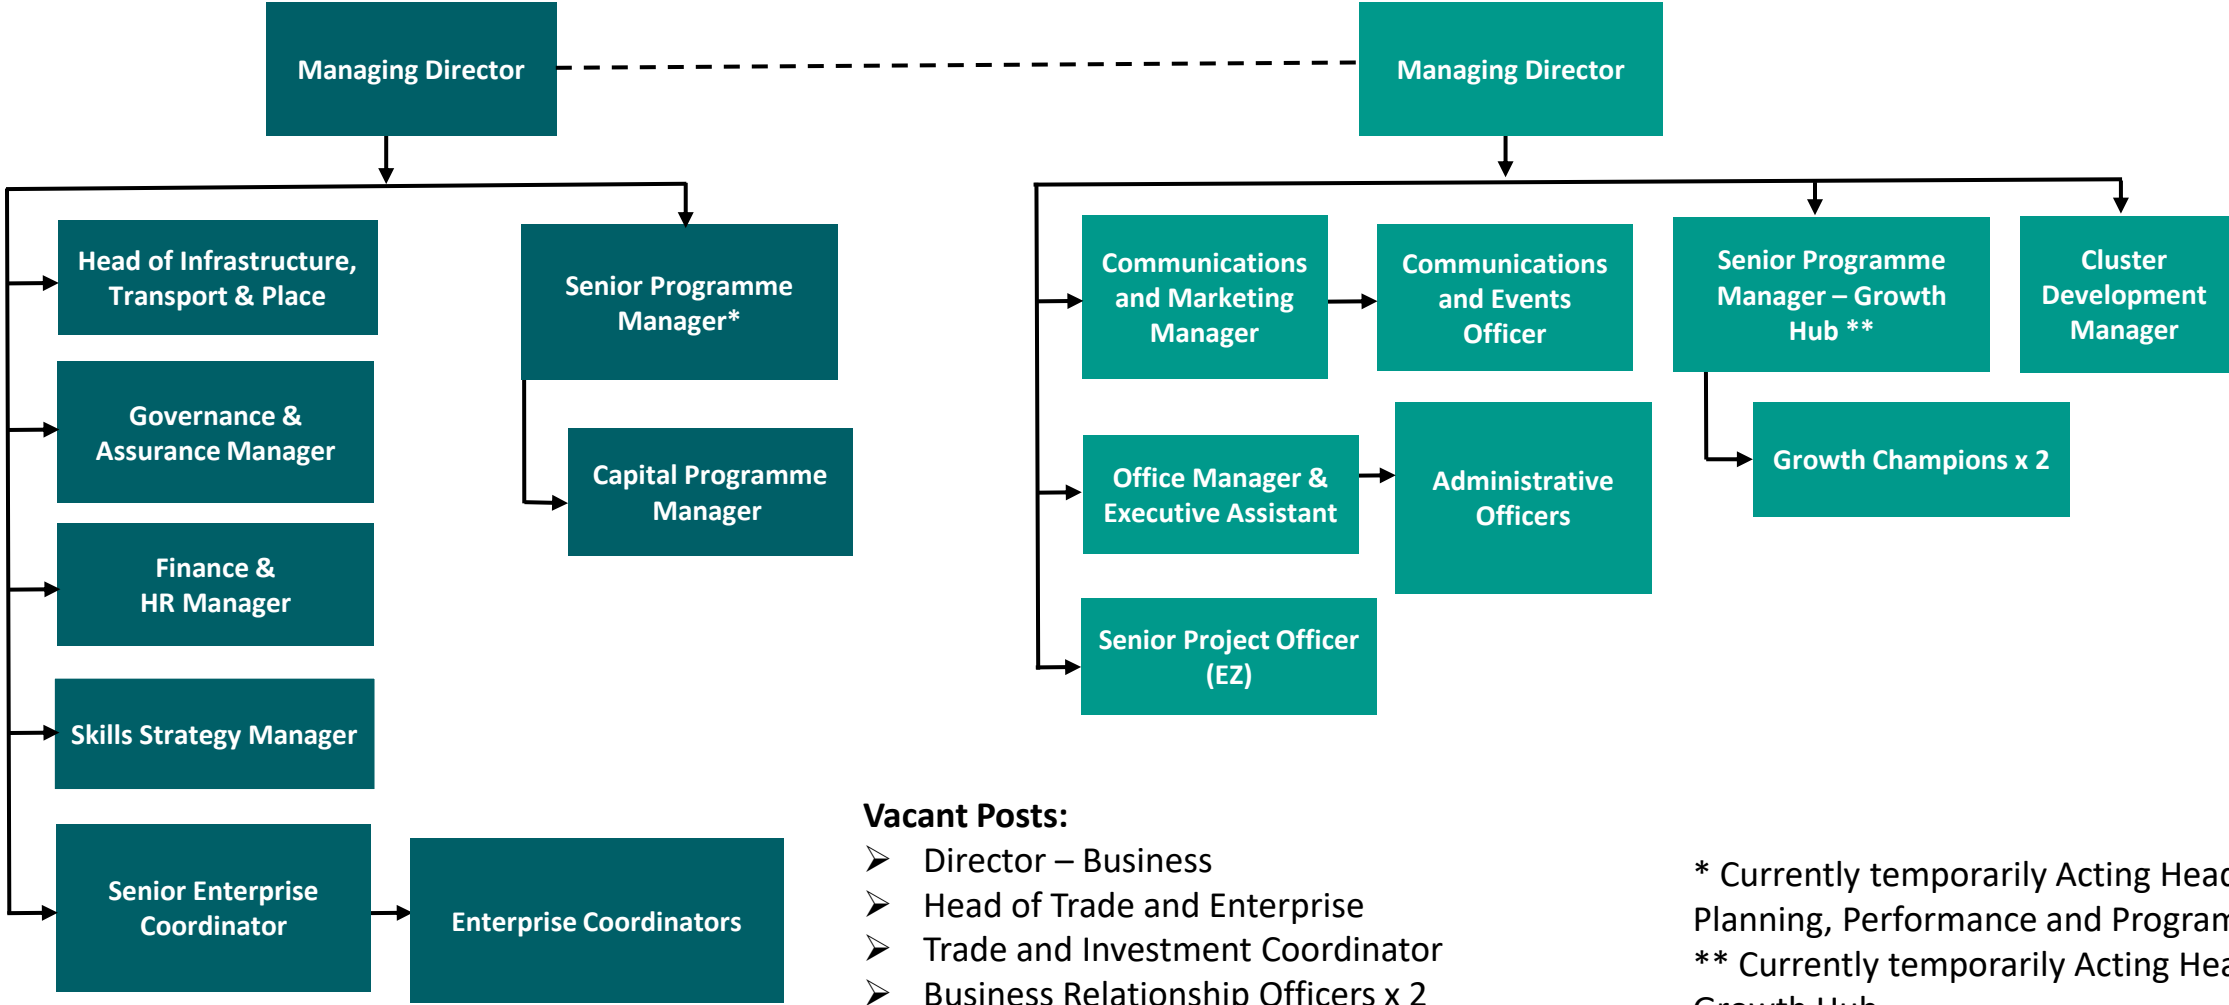 Managing Director
Managing Director
Head of Infrastructure,
Transport & Place
Senior Programme
Manager*
Governance &
Assurance Manager
Capital Programme
Manager
Finance &
HR Manager
Skills Strategy Manager
Senior Enterprise
Coordinator
Enterprise Coordinators
Communications
and Marketing
Manager
Communications
and Events
Officer
Senior Programme
Manager – Growth
Hub **
Cluster
Development
Manager
Office Manager &
Executive Assistant
Administrative
Officers
Growth Champions x 2
Senior Project Officer
(EZ)
Vacant Posts:
➢ Director – Business
➢ Head of Trade and Enterprise
➢ Trade and Investment Coordinator
➢ Business Relationship Officers x 2
* Currently temporarily Acting Head
Planning, Performance and
** Currently temporarily Acting
Growth Hub